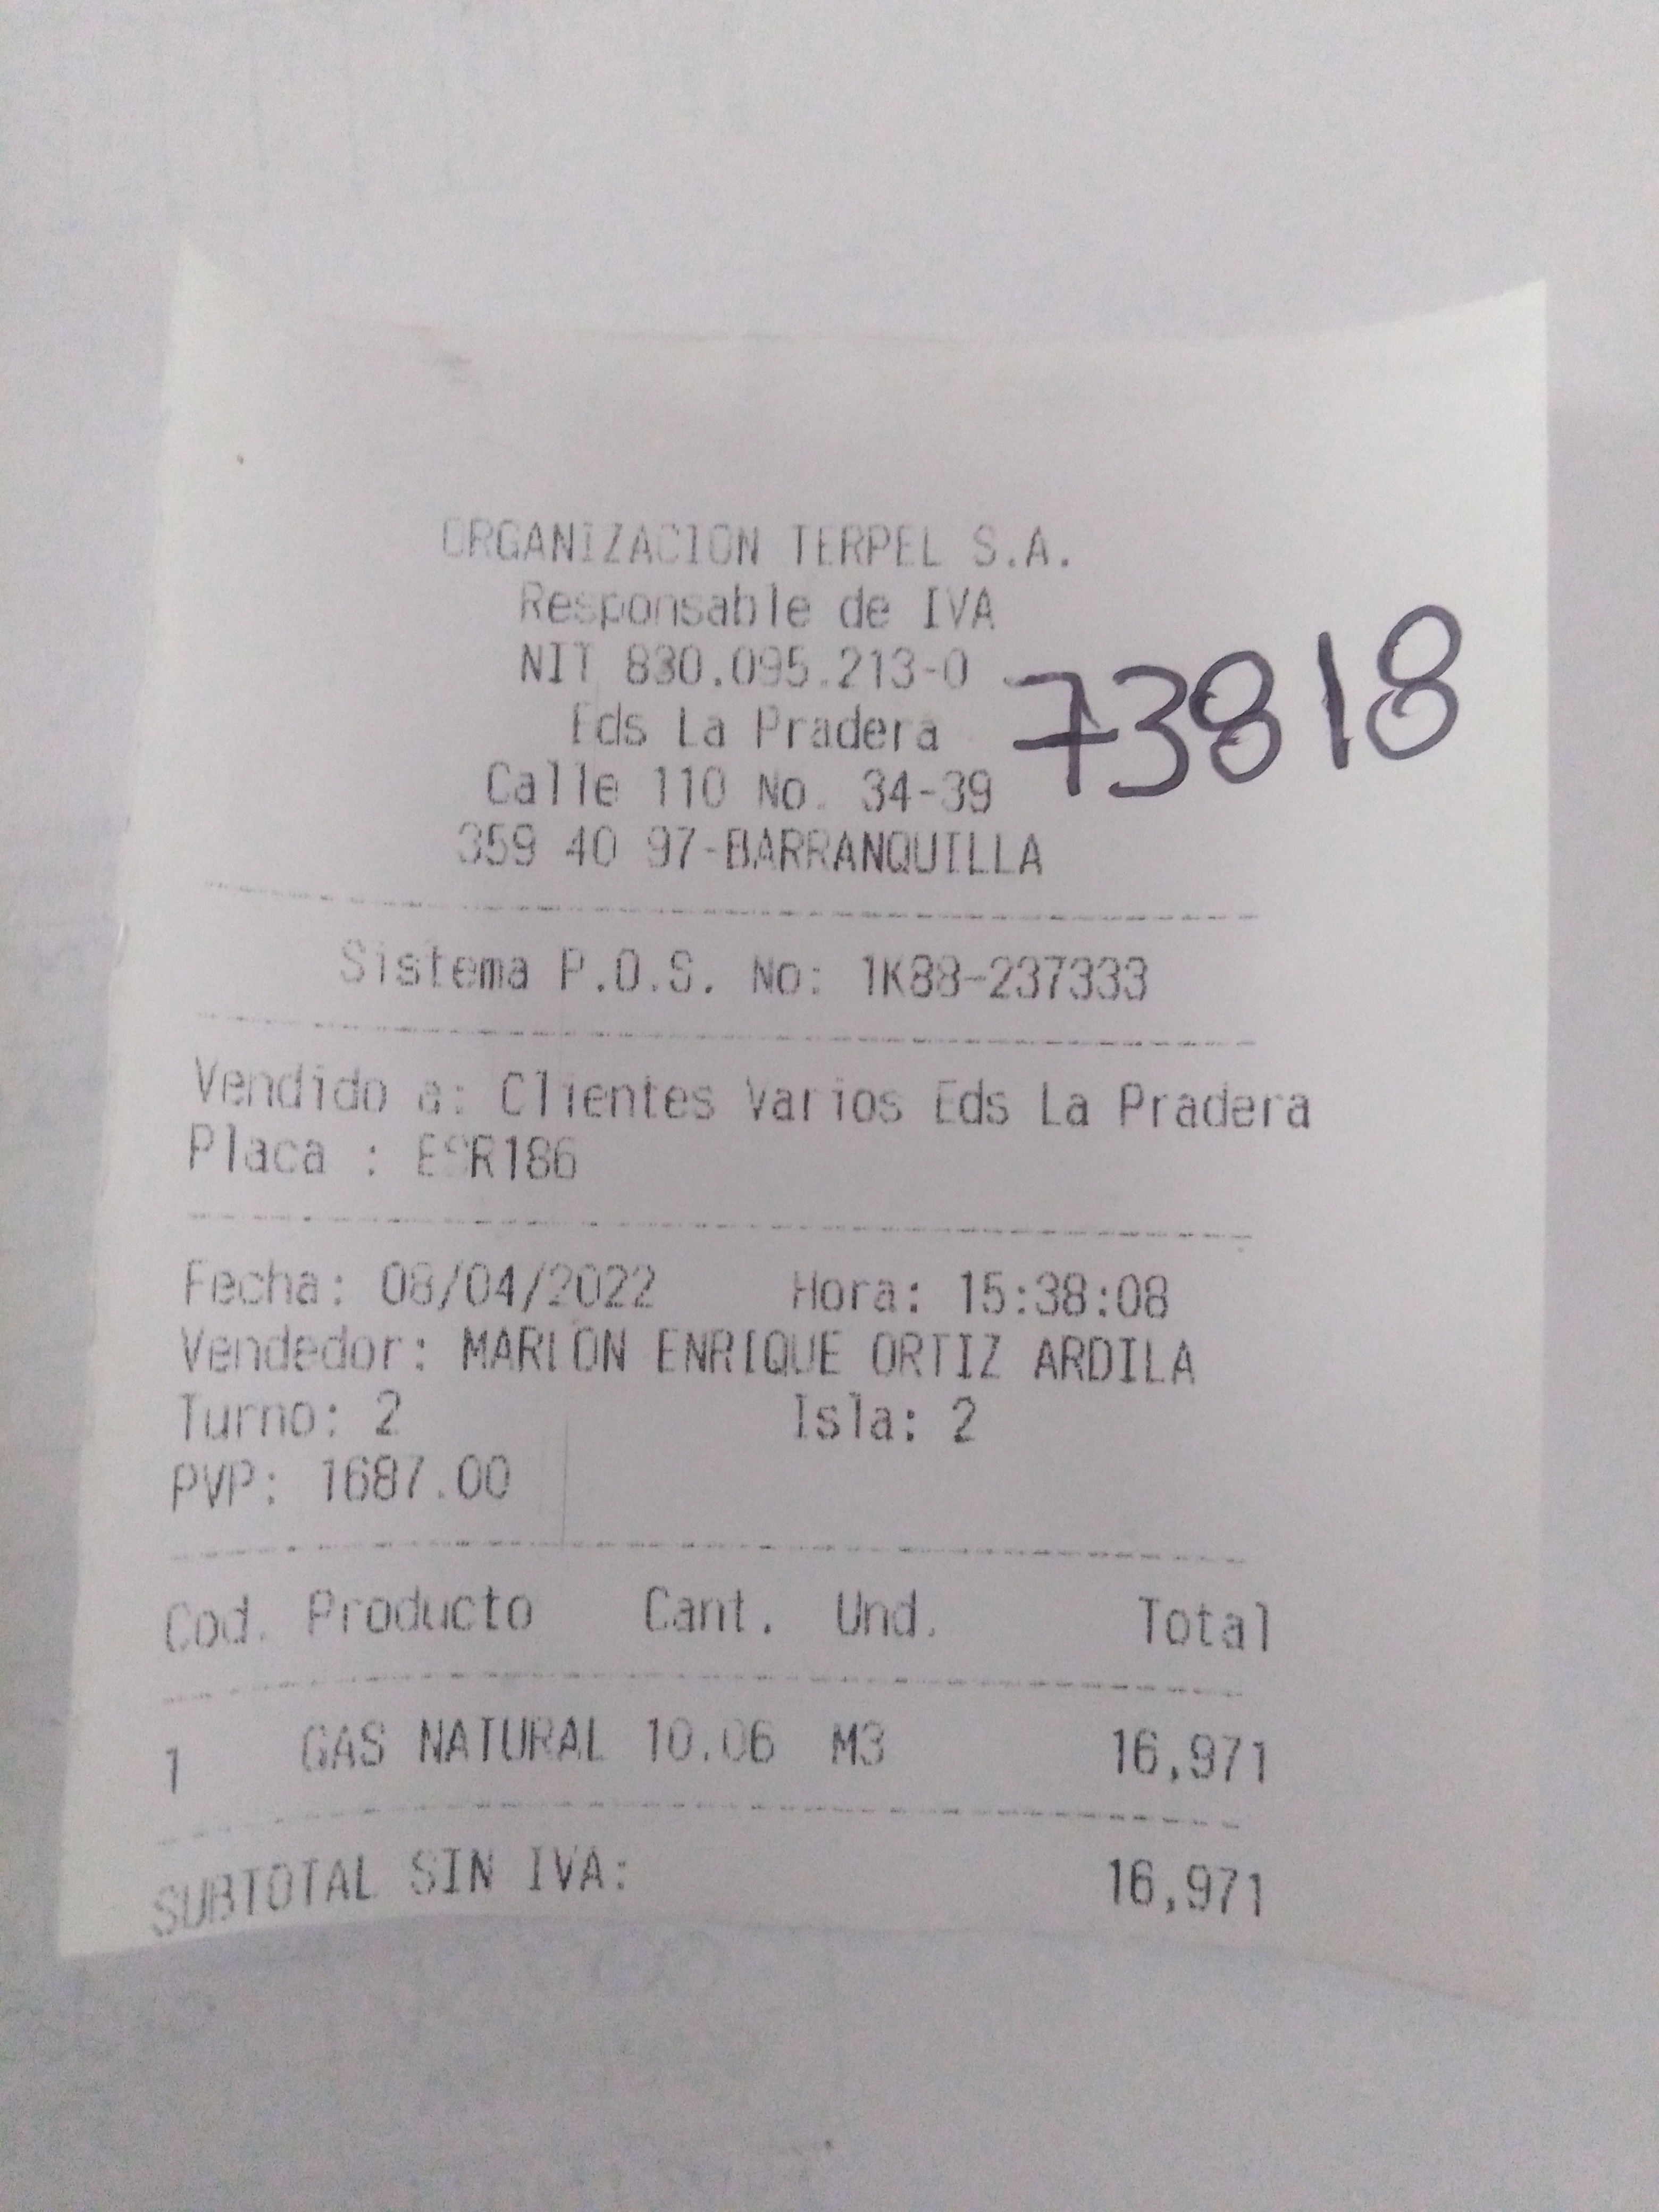 ORGANIZACION TERPEL S.A.
Responsable de IVA
NIT 830.095.213-0
73818
Eds La Pradera
Calle 110 No. 34-39
359 40 97-BARRANQUILLA
Sistema P.O.S. No: 1K88-237333
Vendido a: Clientes Varios Eds La Pradera
Placa : ESR186
Fecha: 08/04/2022 Hora: 15:38:08
Vendedor: MARLON ENRIQUE ORTIZ ARDILA
Turno: 2 Isla: 2
PVP: 1687.00
Cod. Producto Cant. Und. Total
1 GAS NATURAL 10.06 M3 16,971
SUBTOTAL SIN IVA: 16,971